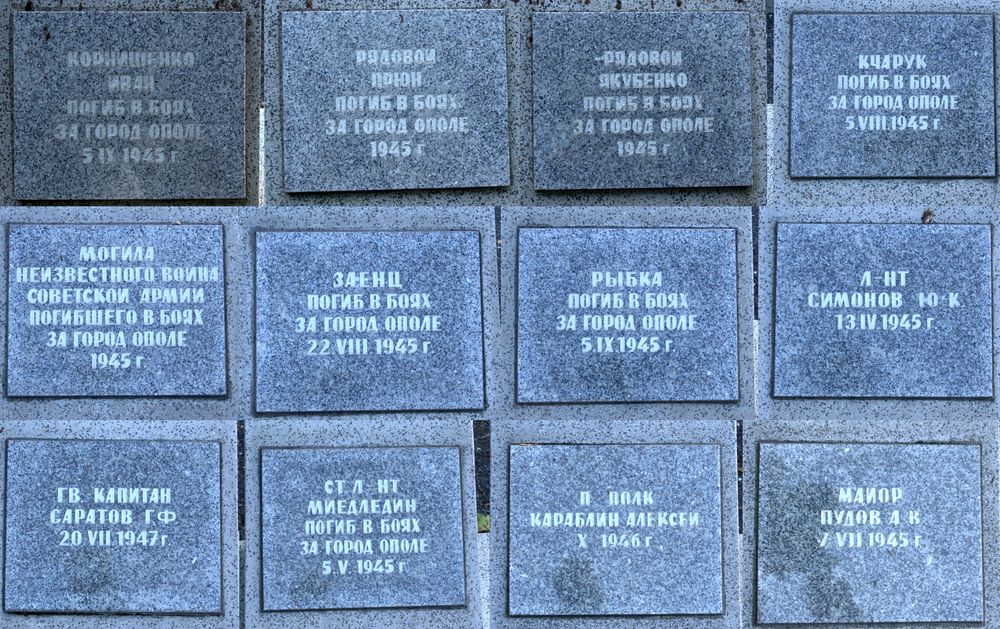 КОРНИШЕНКО
ИВАН
ПОГИБ В БОЯХ
ЗА ГОРОД ОПОЛЕ
5 IX 1945 г
РЯДОВОЙ
ПРЮН
ПОГИБ В БОЯХ
ЗА ГОРОД ОПОЛЕ
1945 г
РЯДОВОЙ
ЯКУБЕНКО
ПОГИБ В БОЯХ
ЗА ГОРОД ОПОЛЕ
1945 г
КЧАРУК
ПОГИБ В БОЯХ
ЗА ГОРОД ОПОЛЕ
5.VIII.1945 г.
МОГИЛА
НЕИЗВЕСТНОГО ВОИНА
СОВЕТСКОЙ АРМИИ
ПОГИБШЕГО В БОЯХ
ЗА ГОРОД ОПОЛЕ
1945 г.
ЗАЕНЦ
ПОГИБ В БОЯХ
ЗА ГОРОД ОПОЛЕ
22 VIII 1945 г
РЫБКА
ПОГИБ В БОЯХ
ЗА ГОРОД ОПОЛЕ
5.IX.1945 г.
Л-НТ
СИМОНОВ Ю К
13 IV 1945 г.
ГВ. КАПИТАН
САРАТОВ Г.Ф
20 VII 1947 г
СТ Л-НТ
МИЕДЛЕДИН
ПОГИБ В БОЯХ
ЗА ГОРОД ОПОЛЕ
5.V.1945 г.
П ПОЛК
КАРАБЛИН АЛЕКСЕЙ
X 1946 г.
МАЙОР
ПУДОВ А К
7 VII 1945 г.